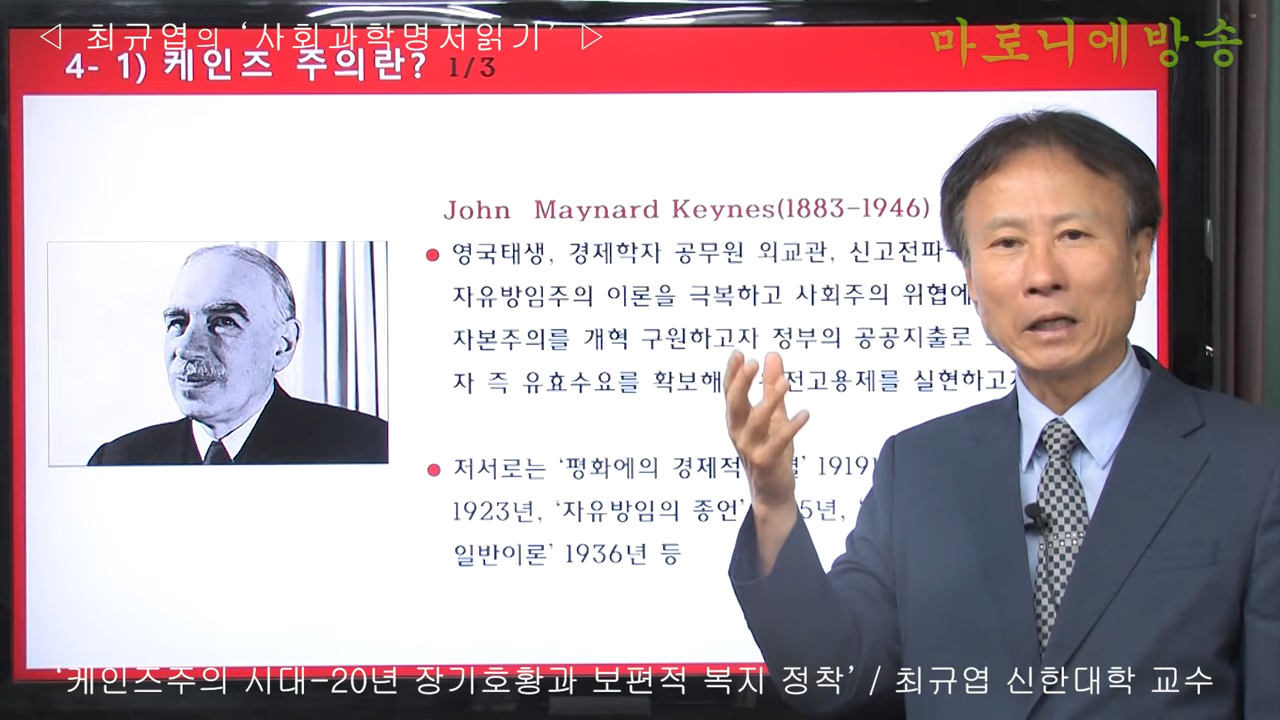 ◁ 최규엽의 ‘사회과학명저읽기’ ▷
마로니에방송
4- 1) 케인즈 주의란? 1/3
John Maynard Keynes(1883-1946)
● 영국태생, 경제학자 공무원 외교관, 신고전파
자유방임주의 이론을 극복하고 사회주의 위협에
자본주의를 개혁 구원하고자 정부의 공공지출로
자 즉 유효수요를 확보해 전고용제를 실현하고
● 저서로는 ‘평화에의 경제적 1919
1923년, ‘자유방임의 종언’ 5년, ‘
일반이론’ 1936년 등
‘케인즈주의 시대-20년 장기호황과 보편적 복지 정착’ / 최규엽 신한대학 교수